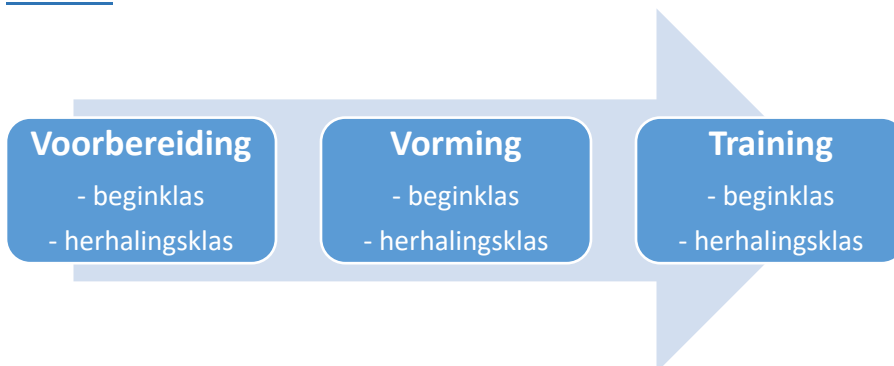 Voorbereiding
- beginklas
- herhalingsklas
Vorming
- beginklas
- herhalingsklas
Training
- beginklas
- herhalingsklas